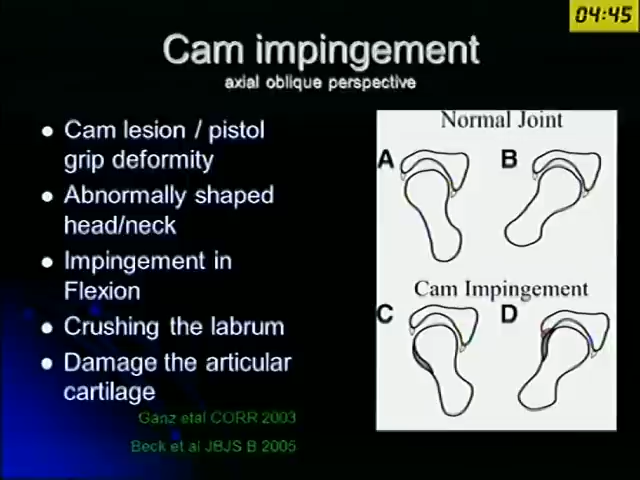 04:45
Cam impingement
axial oblique perspective
Cam lesion / pistol
grip deformity
Abnormally shaped
head/neck
Impingement in
Flexion
Crushing the labrum
Damage the articular
cartilage
Ganz etal CORR 2003
Beck et al JBJS B 2005
Normal Joint
A B
Cam Impingement
C D